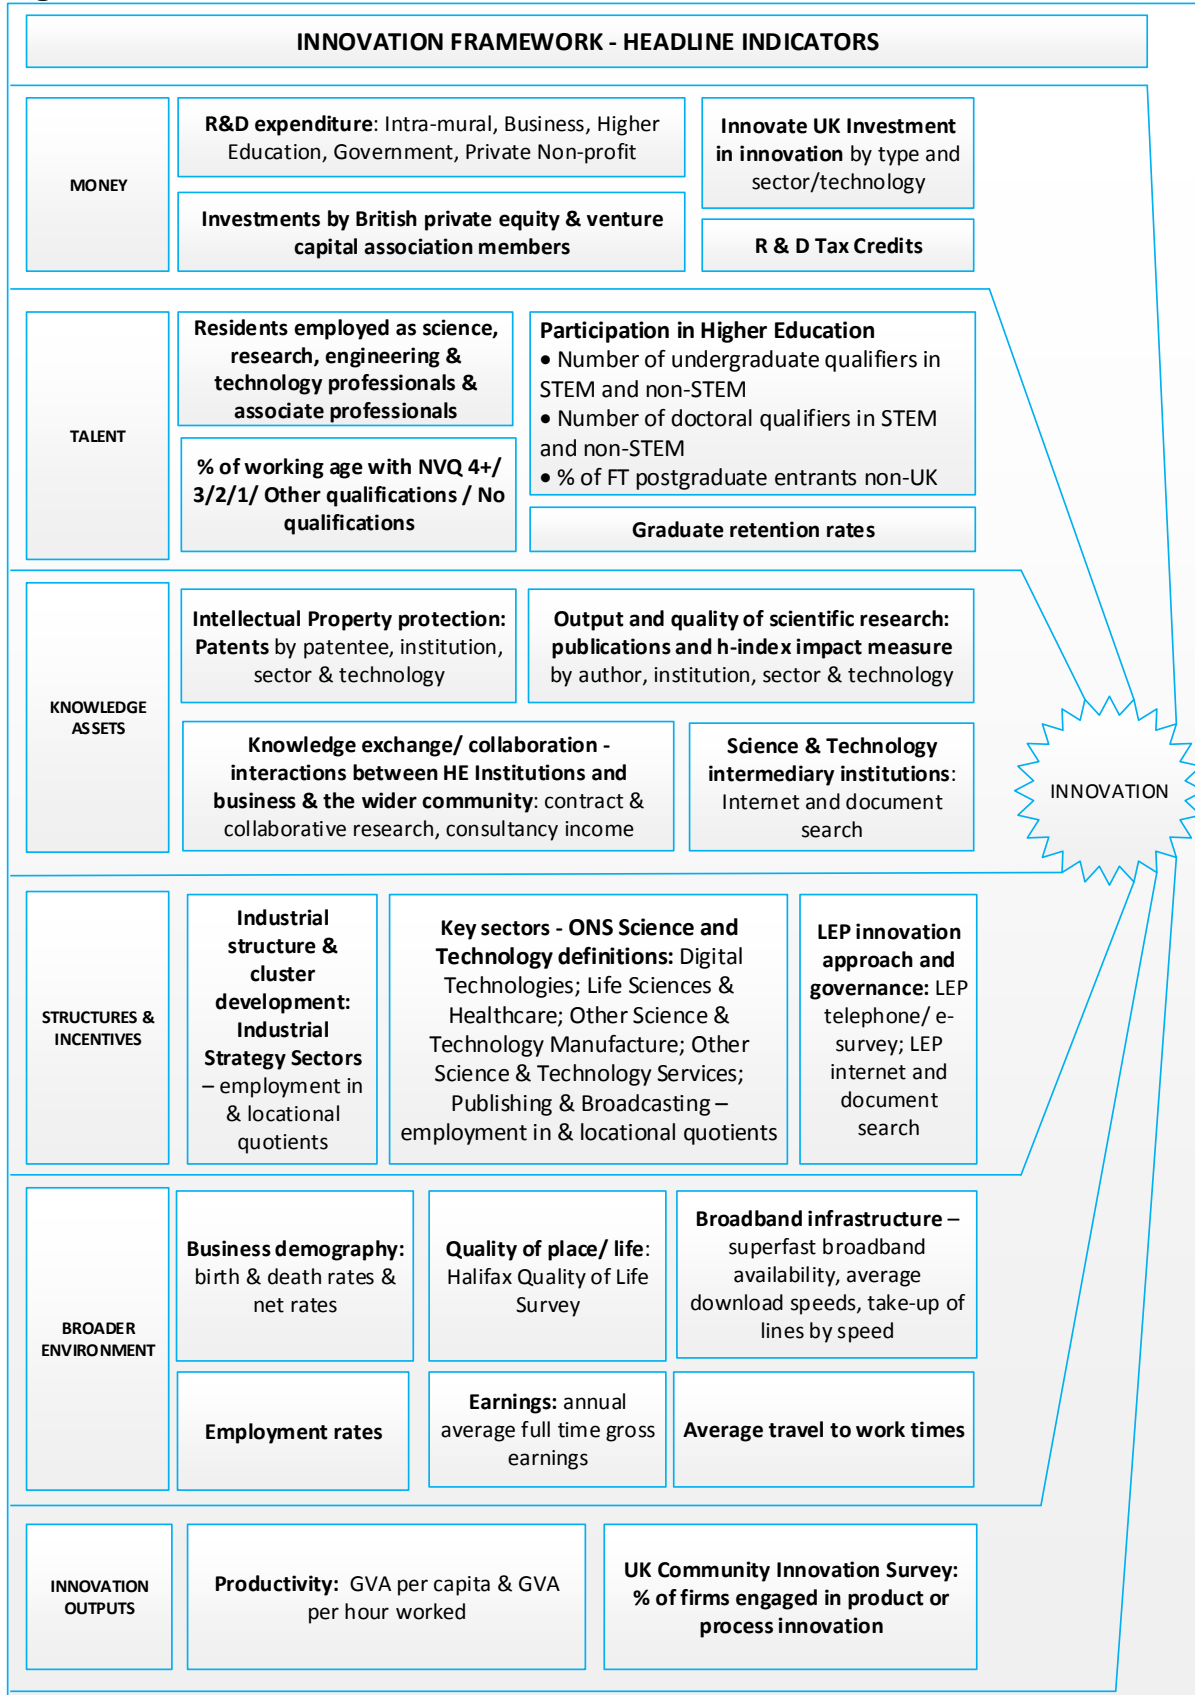 INNOVATION FRAMEWORK - HEADLINE INDICATORS
MONEY
R&D expenditure: Intra-mural, Business, Higher
Education, Government, Private Non-profit
Innovate UK Investment
in innovation by type and
sector/technology
Investments by British private equity & venture
capital association members
R & D Tax Credits
TALENT
Residents employed as science,
research, engineering &
technology professionals &
associate professionals
Participation in Higher Education
• Number of undergraduate qualifiers in
STEM and non-STEM
• Number of doctoral qualifiers in STEM
and non-STEM
• % of FT postgraduate entrants non-UK
% of working age with NVQ 4+/
3/2/1/ Other qualifications / No
qualifications
Graduate retention rates
KNOWLEDGE
ASSETS
Intellectual Property protection:
Patents by patentee, institution,
sector & technology
Output and quality of scientific research:
publications and h-index impact measure
by author, institution, sector & technology
Knowledge exchange/ collaboration -
interactions between HE Institutions and
business & the wider community: contract &
collaborative research, consultancy income
Science & Technology
intermediary institutions:
Internet and document
search
INNOVATION
STRUCTURES &
INCENTIVES
Industrial
structure &
cluster
development:
Industrial
Strategy Sectors
– employment in
& locational
quotients
Key sectors - ONS Science and
Technology definitions: Digital
Technologies; Life Sciences &
Healthcare; Other Science &
Technology Manufacture; Other
Science & Technology Services;
Publishing & Broadcasting –
employment in & locational quotients
LEP innovation
approach and
governance: LEP
telephone/ e-
survey; LEP
internet and
document
search
BROADER
ENVIRONMENT
Business demography:
birth & death rates &
net rates
Quality of place/ life:
Halifax Quality of Life
Survey
Broadband infrastructure –
superfast broadband
availability, average
download speeds, take-up of
lines by speed
Employment rates
Earnings: annual
average full time gross
earnings
Average travel to work times
INNOVATION
OUTPUTS
Productivity: GVA per capita & GVA
per hour worked
UK Community Innovation Survey:
% of firms engaged in product or
process innovation